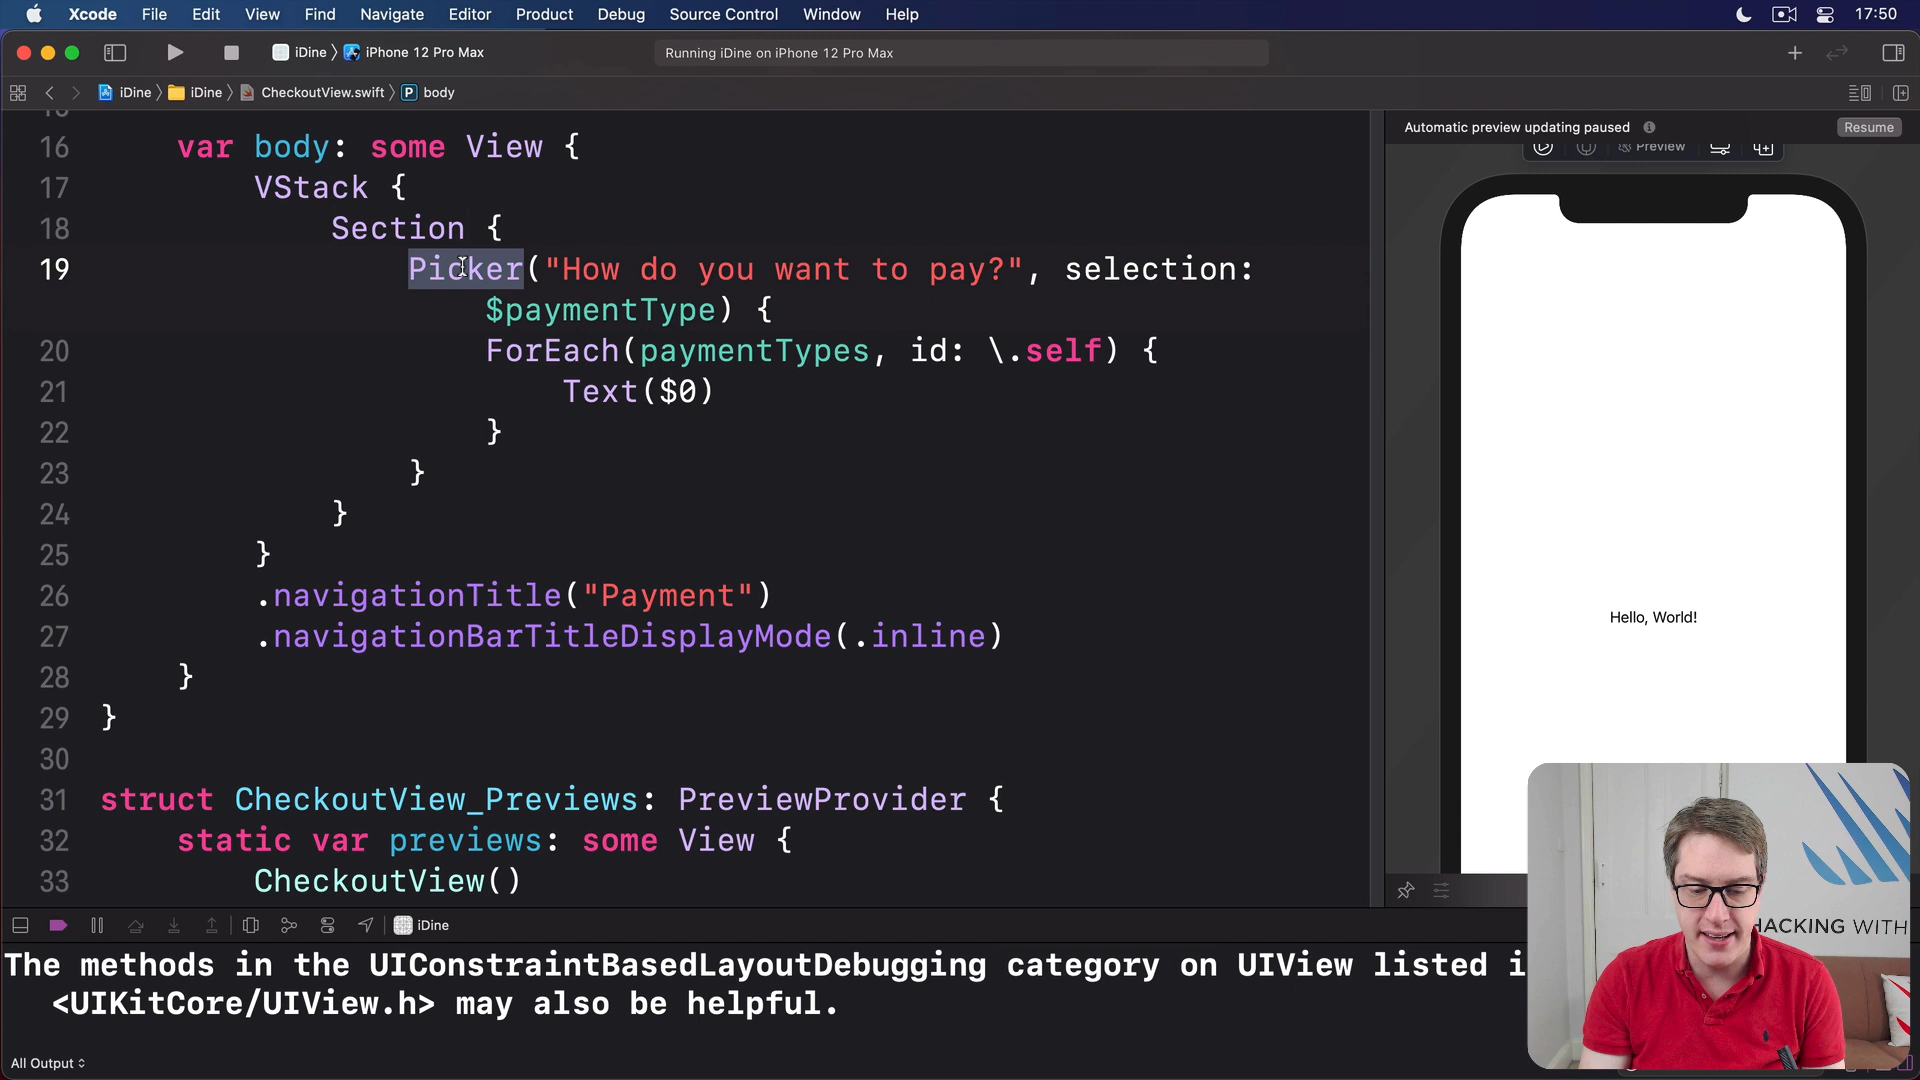 Xcode File Edit View Find Navigate Editor Product Debug Source Control Window Help 17:50
iDine iPhone 12 Pro Max Running iDine on iPhone 12 Pro Max
iDine iDine CheckoutView.swift P body
Automatic preview updating paused Resume
Preview
16 var body: some View {
17 VStack {
18 Section {
19 Picker("How do you want to pay?", selection:
$paymentType) {
20 ForEach(paymentTypes, id: \.self) {
21 Text($0)
22 }
23 }
24 }
25 }
26 .navigationTitle("Payment")
27 .navigationBarTitleDisplayMode(.inline)
28 }
29 }
30
31 struct CheckoutView_Previews: PreviewProvider {
32 static var previews: some View {
33 CheckoutView()
Hello, World!
iDine
The methods in the UIConstraintBasedLayoutDebugging category on UIView listed i
<UIKitCore/UIView.h> may also be helpful.
All Output
HACKING WITH